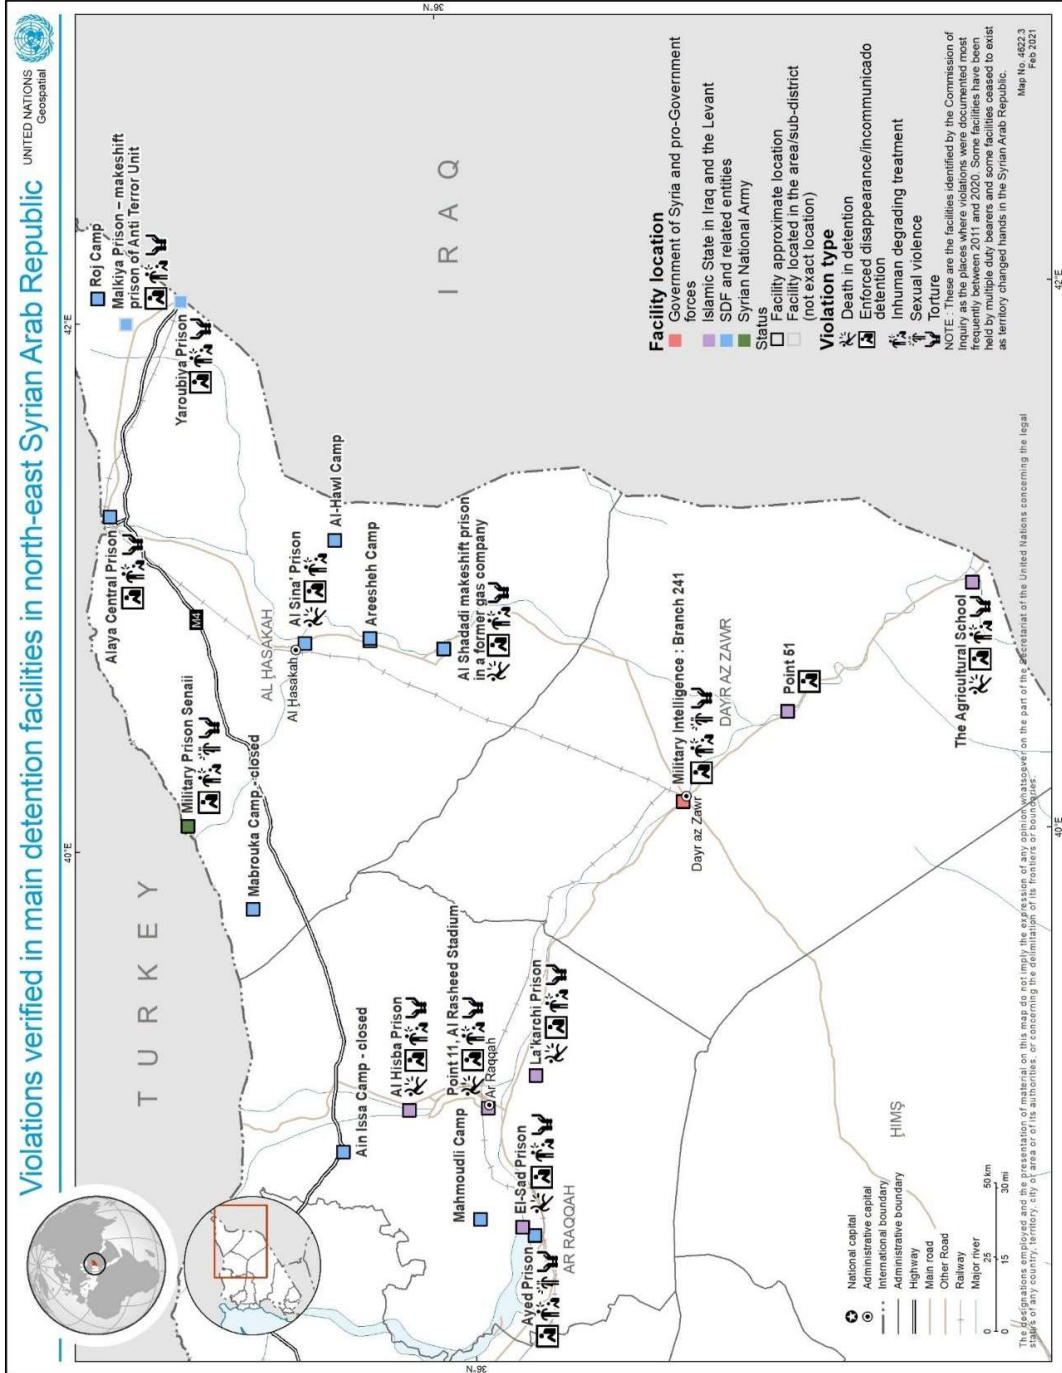 Violations verified in main detention facilities in north-east Syrian Arab Republic
UNITED NATIONS
Geospatial
40°E
42°E
36°N
TURKEY
IRAQ
Roj Camp
Malkiya Prison – makeshift
prison of Anti Terror Unit
Yaroubiya Prison
Alaya Central Prison
M4
Military Prison Senaii
Mabrouka Camp - closed
AL ḤASAKAH
Al Ḥasakah
Al Sina' Prison
Al-Hawl Camp
Areesheh Camp
Al Shadadi makeshift prison
in a former gas company
Ain Issa Camp - closed
Al Hisba Prison
Point 11, Al Rasheed Stadium
Ar Raqqah
Mahmoudli Camp
La'karchi Prison
El-Sad Prison
Ayed Prison
AR RAQQAH
Military Intelligence : Branch 241
Dayr az Zawr
DAYR AZ ZAWR
Point 51
The Agricultural School
ḤIMṢ
36°N
40°E
42°E
Facility location
Government of Syria and pro-Government
forces
Islamic State in Iraq and the Levant
SDF and related entities
Syrian National Army
Status
Facility approximate location
Facility located in the area/sub-district
(not exact location)
Violation type
Death in detention
Enforced disappearance/incommunicado
detention
Inhuman degrading treatment
Sexual violence
Torture
NOTE : These are the facilities identified by the Commission of
Inquiry as the places where violations were documented most
frequently between 2011 and 2020. Some facilities have been
held by multiple duty bearers and some facilities ceased to exist
as territory changed hands in the Syrian Arab Republic.
National capital
Administrative capital
International boundary
Administrative boundary
Highway
Main road
Other Road
Railway
Major river
0 25 50 km
0 15 30 mi
The designations employed and the presentation of material on this map do not imply the expression of any opinion whatsoever on the part of the Secretariat of the United Nations concerning the legal
status of any country, territory, city or area or of its authorities, or concerning the delimitation of its frontiers or boundaries.
Map No. 4622.3
Feb 2021